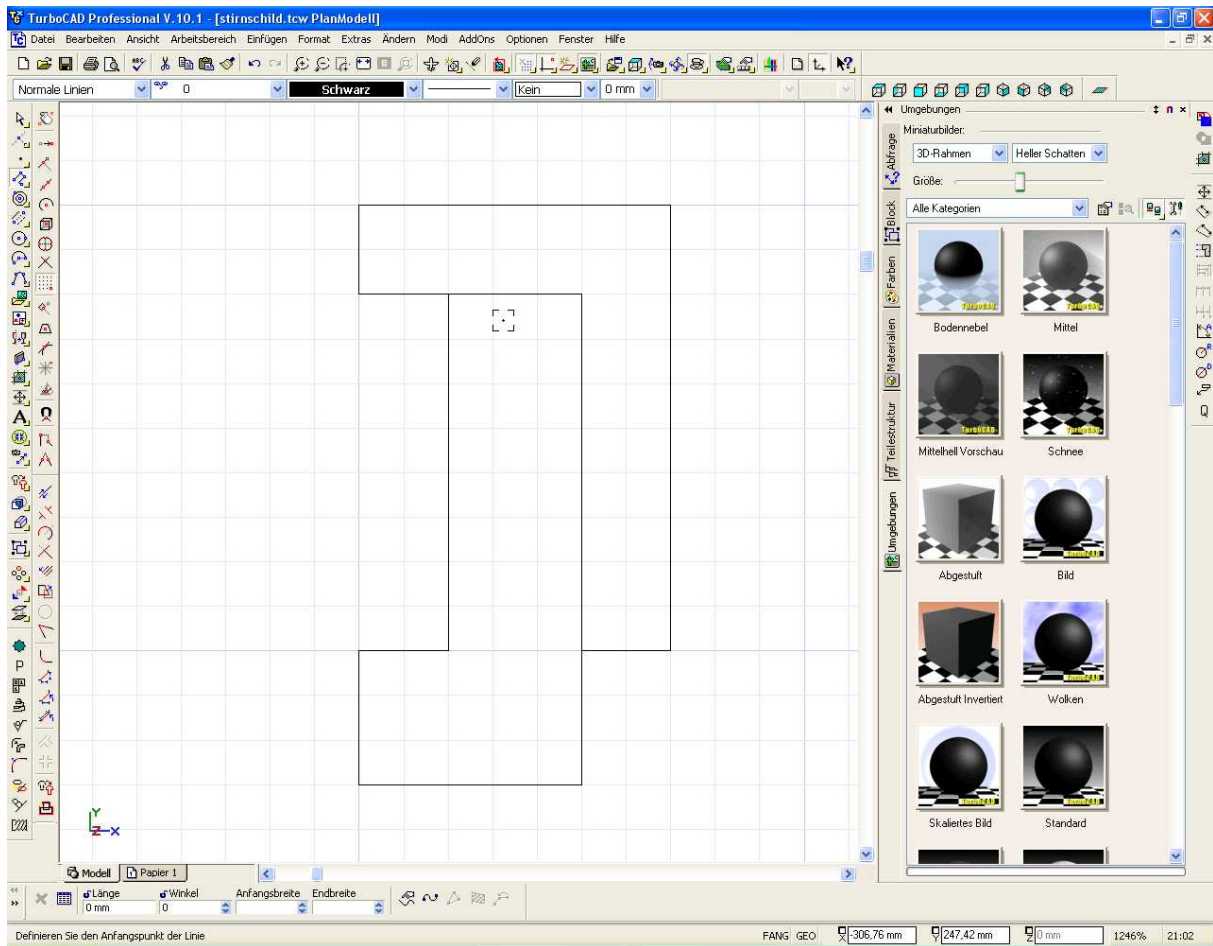 TurboCAD Professional V.10.1 - [stirnschild.tcw PlanModell]
Datei Bearbeiten Ansicht Arbeitsbereich Einfügen Format Extras Ändern Modi AddOns Optionen Fenster Hilfe
Normale Linien 0 Schwarz Kein 0 mm
Umgebungen
Miniaturbilder:
3D-Rahmen Heller Schatten
Größe:
Alle Kategorien
Abfrage
Block
Farben
Materialien
Teilestruktur
Umgebungen
Bodennebel Mittel
Mittelhell Vorschau Schnee
Abgestuft Bild
Abgestuft Invertiert Wolken
Skaliertes Bild Standard
Y
Z X
Modell Papier 1
Länge Winkel Anfangsbreite Endbreite
0 mm 0
Definieren Sie den Anfangspunkt der Linie FANG GEO X -306,76 mm Y 247,42 mm Z 0 mm 1246% 21:02